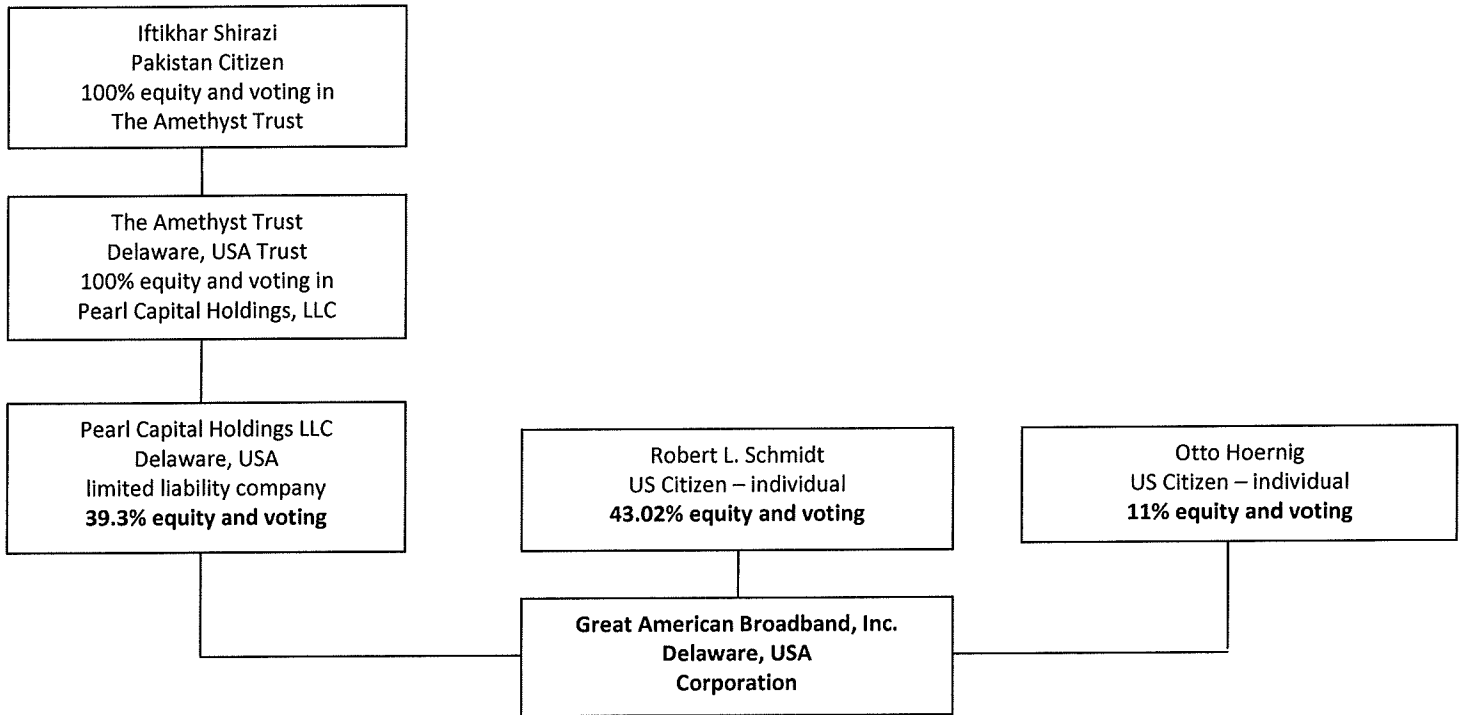 Iftikhar Shirazi
Pakistan Citizen
100% equity and voting in
The Amethyst Trust
The Amethyst Trust
Delaware, USA Trust
100% equity and voting in
Pearl Capital Holdings, LLC
Pearl Capital Holdings LLC
Delaware, USA
limited liability company
39.3% equity and voting
Robert L. Schmidt
US Citizen – individual
43.02% equity and voting
Otto Hoernig
US Citizen – individual
11% equity and voting
Great American Broadband, Inc.
Delaware, USA
Corporation